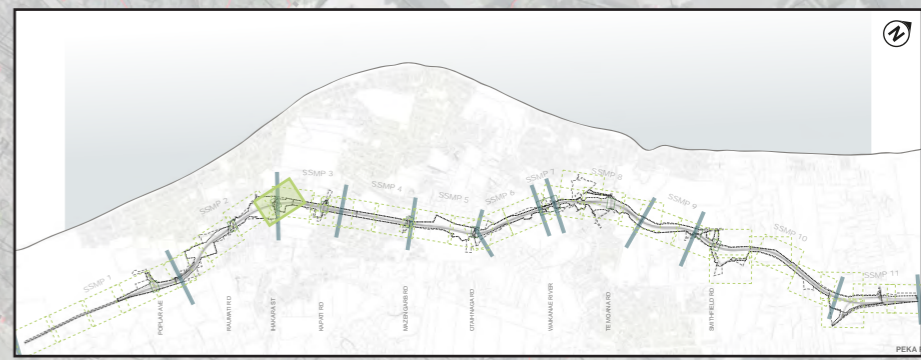 N
SSMP 1
SSMP 2
SSMP 3
SSMP 4
SSMP 5
SSMP 6
SSMP 7
SSMP 8
SSMP 9
SSMP 10
SSMP 11
POPLAR AVE
RAUMATI RD
IHAKARA ST
KAPITI RD
MAZENGARB RD
OTAIHANGA RD
WAIKANAE RIVER
TE MOANA RD
SMITHFIELD RD
PEKA